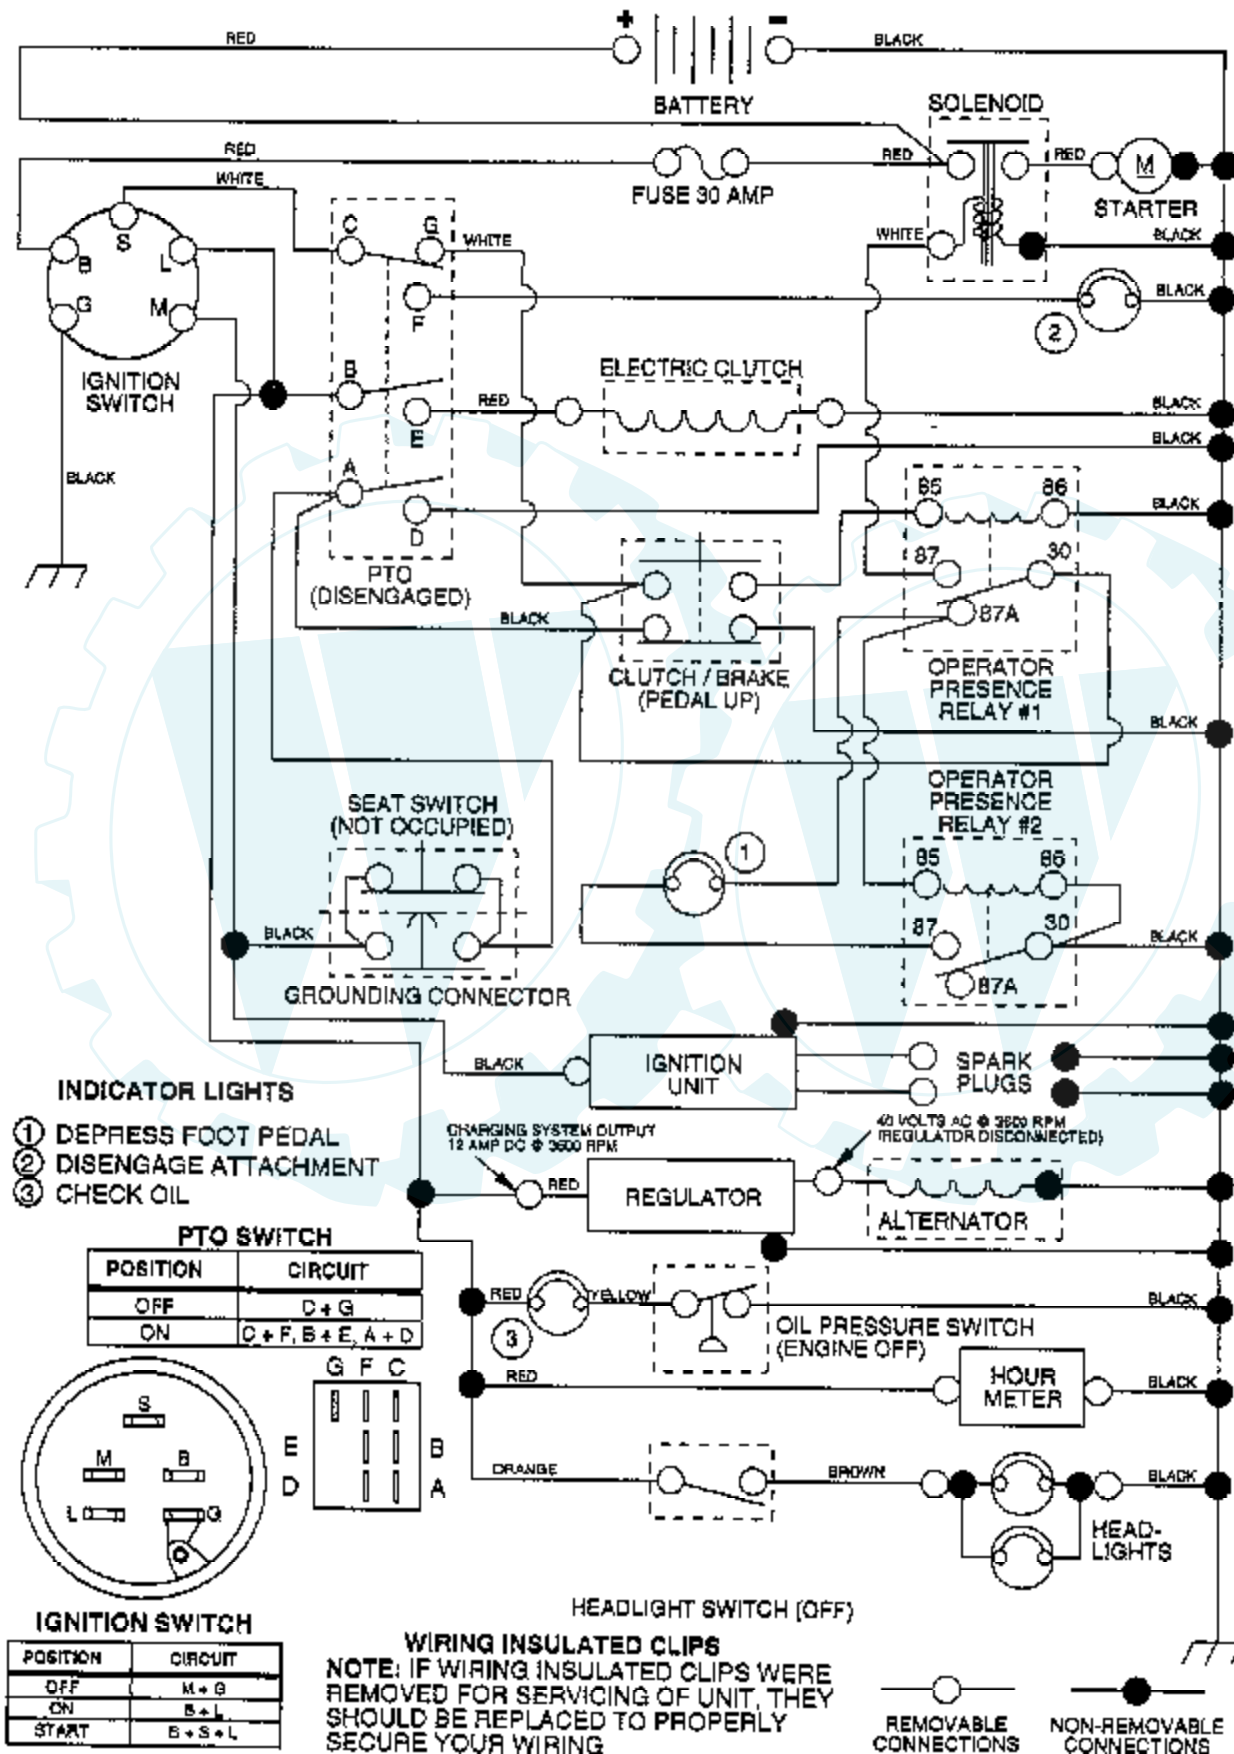 + -
RED
BLACK
BATTERY
SOLENOID
RED
RED
RED
M
FUSE 30 AMP
STARTER
WHITE
S
C G
WHITE
WHITE
BLACK
B L
G M
F
BLACK
2
IGNITION
SWITCH
B
ELECTRIC CLUTCH
RED
BLACK
E
BLACK
BLACK
A
85 86
BLACK
D
PTO
(DISENGAGED)
87 30
87A
BLACK
CLUTCH / BRAKE
(PEDAL UP)
OPERATOR
PRESENCE
RELAY #1
BLACK
OPERATOR
PRESENCE
RELAY #2
SEAT SWITCH
(NOT OCCUPIED)
1
85 86
BLACK
87 30
BLACK
87A
GROUNDING CONNECTOR
BLACK
IGNITION
UNIT
SPARK
PLUGS
INDICATOR LIGHTS
1 DEPRESS FOOT PEDAL
2 DISENGAGE ATTACHMENT
3 CHECK OIL
CHARGING SYSTEM OUTPUT
12 AMP DC @ 3600 RPM
40 VOLTS AC @ 3600 RPM
(REGULATOR DISCONNECTED)
RED
REGULATOR
ALTERNATOR
PTO SWITCH
POSITION CIRCUIT
OFF C + G
ON C + F, B + E, A + D
RED
YELLOW
BLACK
3
OIL PRESSURE SWITCH
(ENGINE OFF)
G F C
E B
D A
RED
HOUR
METER
BLACK
S
M B
L G
ORANGE
BROWN
BLACK
HEAD-
LIGHTS
HEADLIGHT SWITCH (OFF)
IGNITION SWITCH
POSITION CIRCUIT
OFF M + G
ON B + L
START B + S + L
WIRING INSULATED CLIPS
NOTE: IF WIRING INSULATED CLIPS WERE
REMOVED FOR SERVICING OF UNIT, THEY
SHOULD BE REPLACED TO PROPERLY
SECURE YOUR WIRING
REMOVABLE
CONNECTIONS
NON-REMOVABLE
CONNECTIONS